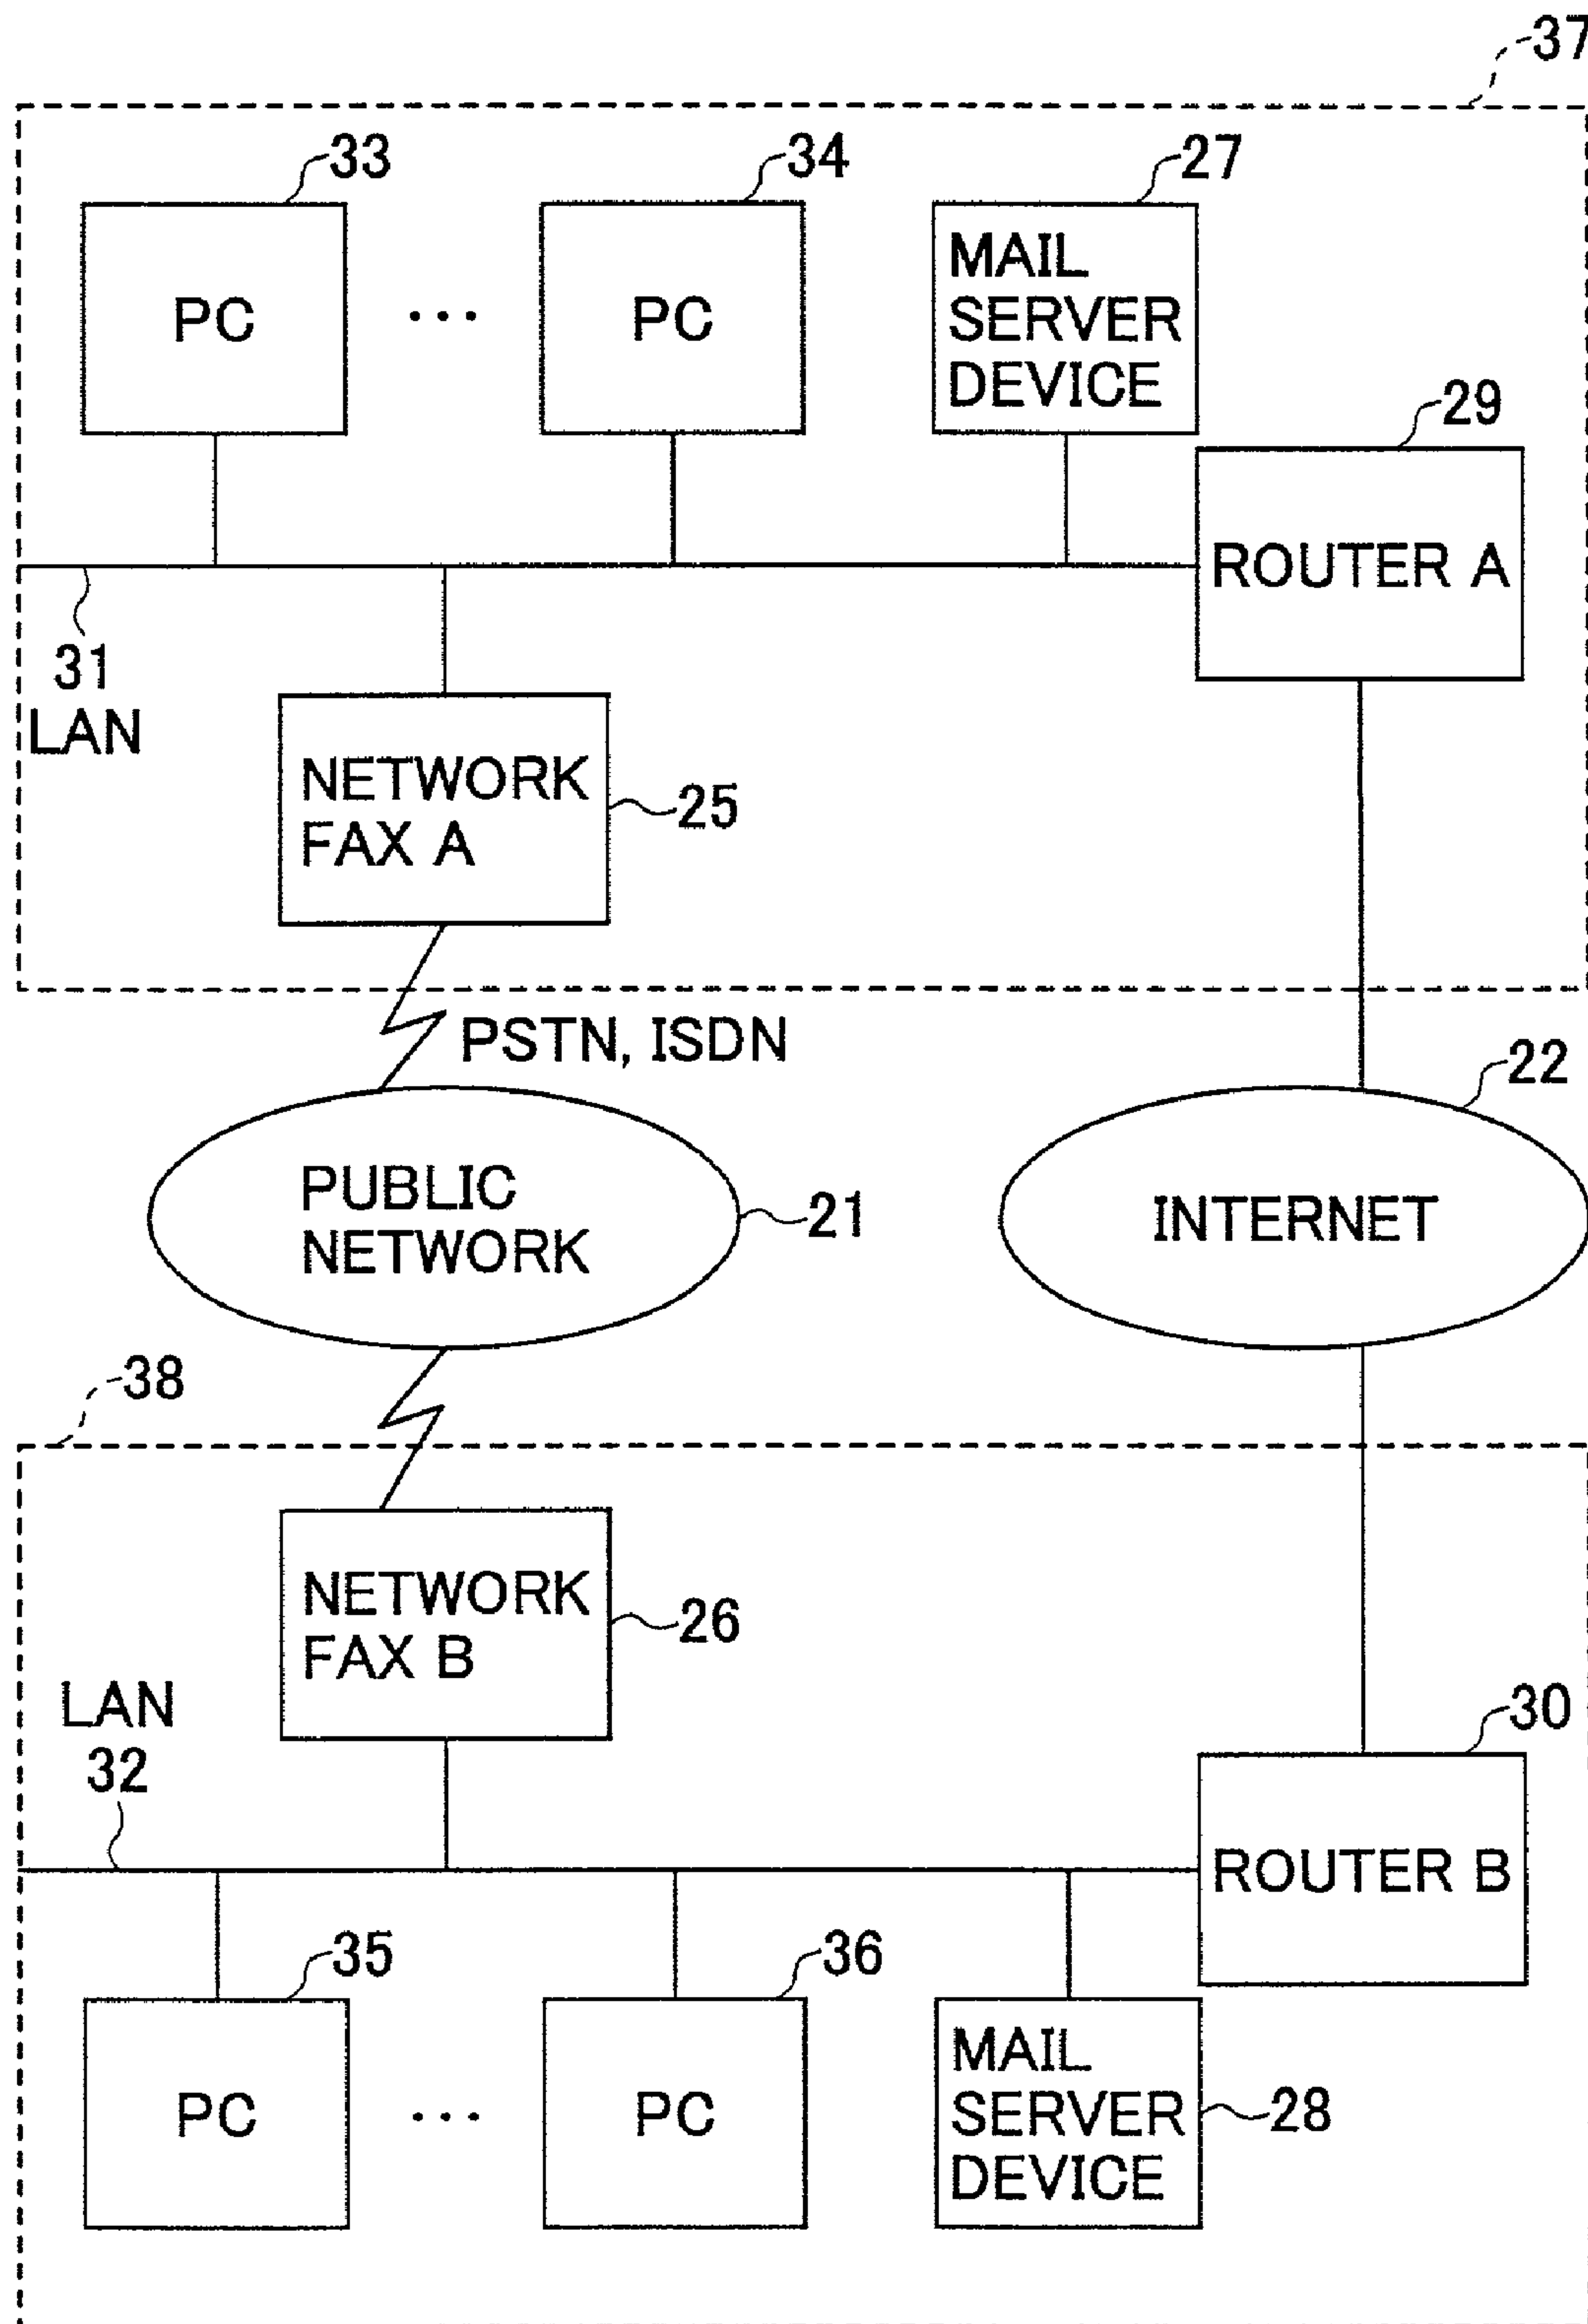 37
33
34
27
PC
...
PC
MAIL
SERVER
DEVICE
29
ROUTER A
31
LAN
NETWORK
FAX A
25
PSTN, ISDN
22
PUBLIC
NETWORK
21
INTERNET
38
NETWORK
FAX B
26
LAN
32
30
ROUTER B
35
36
PC
...
PC
MAIL
SERVER
DEVICE
28